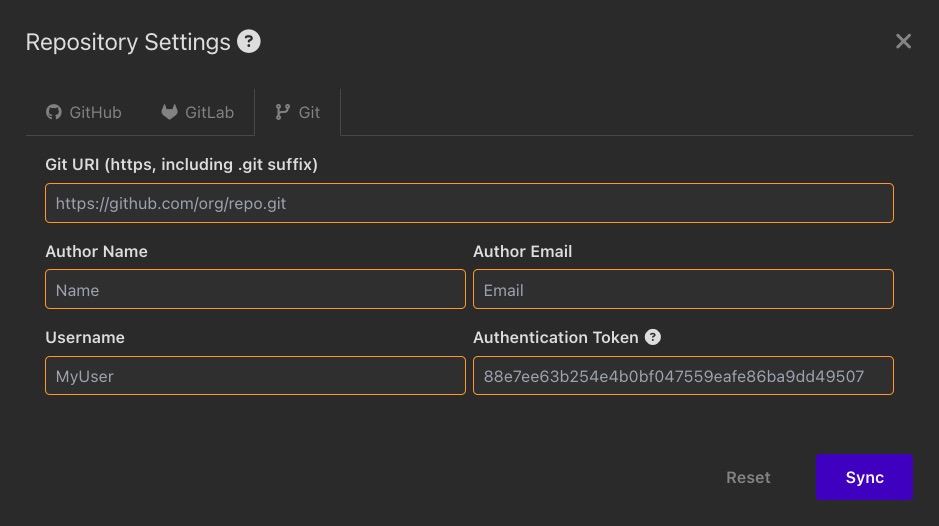 Repository Settings ?
GitHub GitLab Git
Git URI (https, including .git suffix)
https://github.com/org/repo.git
Author Name Author Email
Name Email
Username Authentication Token ?
MyUser 88e7ee63b254e4b0bf047559eafe86ba9dd49507
Reset Sync